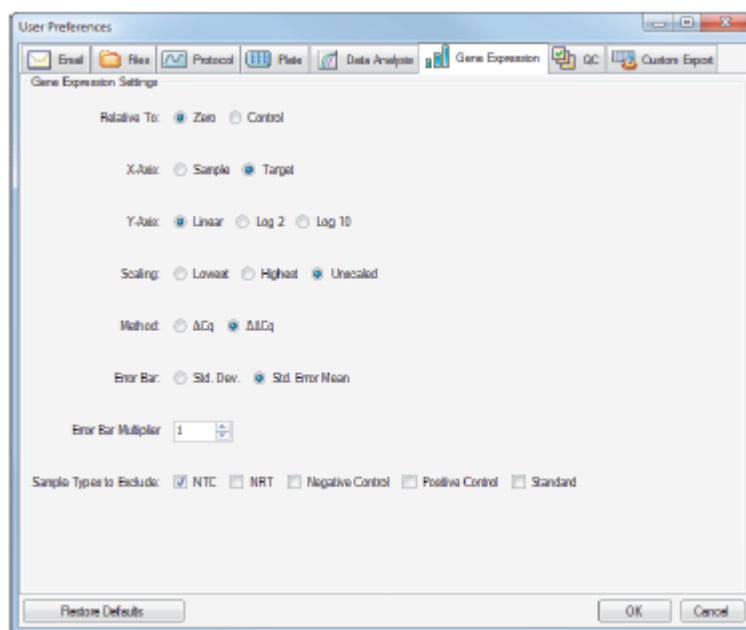 User Preferences
Email Files Protocol Plate Data Analysis Gene Expression QC Custom Export
Gene Expression Settings
Relative To: Zero Control
X-Axis: Sample Target
Y-Axis: Linear Log 2 Log 10
Scaling: Lowest Highest Unscaled
Method: ΔCq ΔΔCq
Error Bar: Std. Dev. Std. Error Mean
Error Bar Multiplier 1
Sample Types to Exclude: NTC NRT Negative Control Positive Control Standard
Restore Defaults OK Cancel